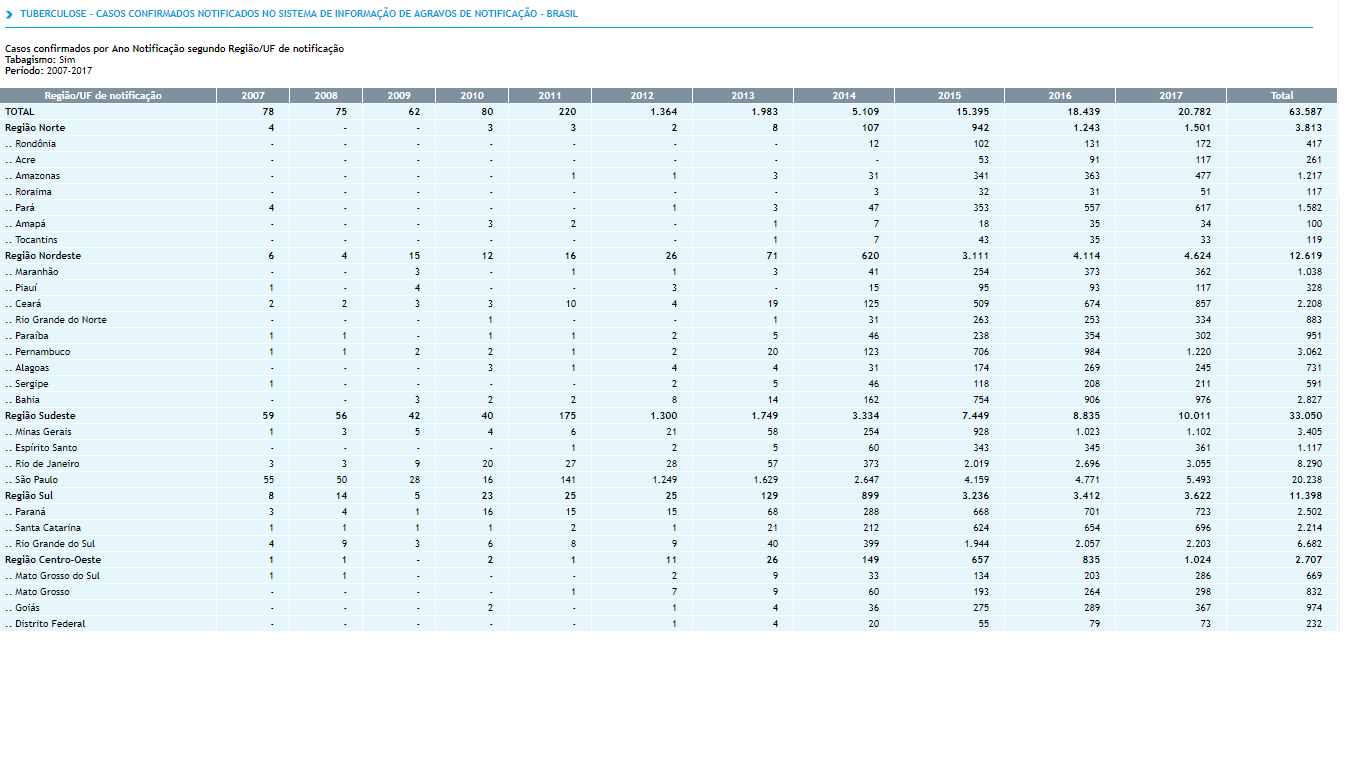 TUBERCULOSE - CASOS CONFIRMADOS NOTIFICADOS NO SISTEMA DE INFORMAÇÃO DE AGRAVOS DE NOTIFICAÇÃO - BRASIL
Casos confirmados por Ano Notificação segundo Região/UF de notificação
Tabagismo: Sim
Período: 2007-2017
Região/UF de notificação 2007 2008 2009 2010 2011 2012 2013 2014 2015 2016 2017 Total
TOTAL 78 75 62 80 220 1.364 1.983 5.109 15.395 18.439 20.782 63.587
Região Norte 4 - - 3 3 2 8 107 942 1.243 1.501 3.813
.. Rondônia - - - - - - - 12 102 131 172 417
.. Acre - - - - - - - - 53 91 117 261
.. Amazonas - - - - 1 1 3 31 341 363 477 1.217
.. Roraima - - - - - - - 3 32 31 51 117
.. Pará 4 - - - - 1 3 47 353 557 617 1.582
.. Amapá - - - 3 2 - 1 7 18 35 34 100
.. Tocantins - - - - - - 1 7 43 35 33 119
Região Nordeste 6 4 15 12 16 26 71 620 3.111 4.114 4.624 12.619
.. Maranhão - - 3 - 1 1 3 41 254 373 362 1.038
.. Piauí 1 - 4 - - 3 - 15 95 93 117 328
.. Ceará 2 2 3 3 10 4 19 125 509 674 857 2.208
.. Rio Grande do Norte - - - 1 - - 1 31 263 253 334 883
.. Paraíba 1 1 - 1 1 2 5 46 238 354 302 951
.. Pernambuco 1 1 2 2 1 2 20 123 706 984 1.220 3.062
.. Alagoas - - - 3 1 4 4 31 174 269 245 731
.. Sergipe 1 - - - - 2 5 46 118 208 211 591
.. Bahia - - 3 2 2 8 14 162 754 906 976 2.827
Região Sudeste 59 56 42 40 175 1.300 1.749 3.334 7.449 8.835 10.011 33.050
.. Minas Gerais 1 3 5 4 6 21 58 254 928 1.023 1.102 3.405
.. Espírito Santo - - - - 1 2 5 60 343 345 361 1.117
.. Rio de Janeiro 3 3 9 20 27 28 57 373 2.019 2.696 3.055 8.290
.. São Paulo 55 50 28 16 141 1.249 1.629 2.647 4.159 4.771 5.493 20.238
Região Sul 8 14 5 23 25 25 129 899 3.236 3.412 3.622 11.398
.. Paraná 3 4 1 16 15 15 68 288 668 701 723 2.502
.. Santa Catarina 1 1 1 1 2 1 21 212 624 654 696 2.214
.. Rio Grande do Sul 4 9 3 6 8 9 40 399 1.944 2.057 2.203 6.682
Região Centro-Oeste 1 1 - 2 1 11 26 149 657 835 1.024 2.707
.. Mato Grosso do Sul 1 1 - - - 2 9 33 134 203 286 669
.. Mato Grosso - - - - 1 7 9 60 193 264 298 832
.. Goiás - - - 2 - 1 4 36 275 289 367 974
.. Distrito Federal - - - - - 1 4 20 55 79 73 232